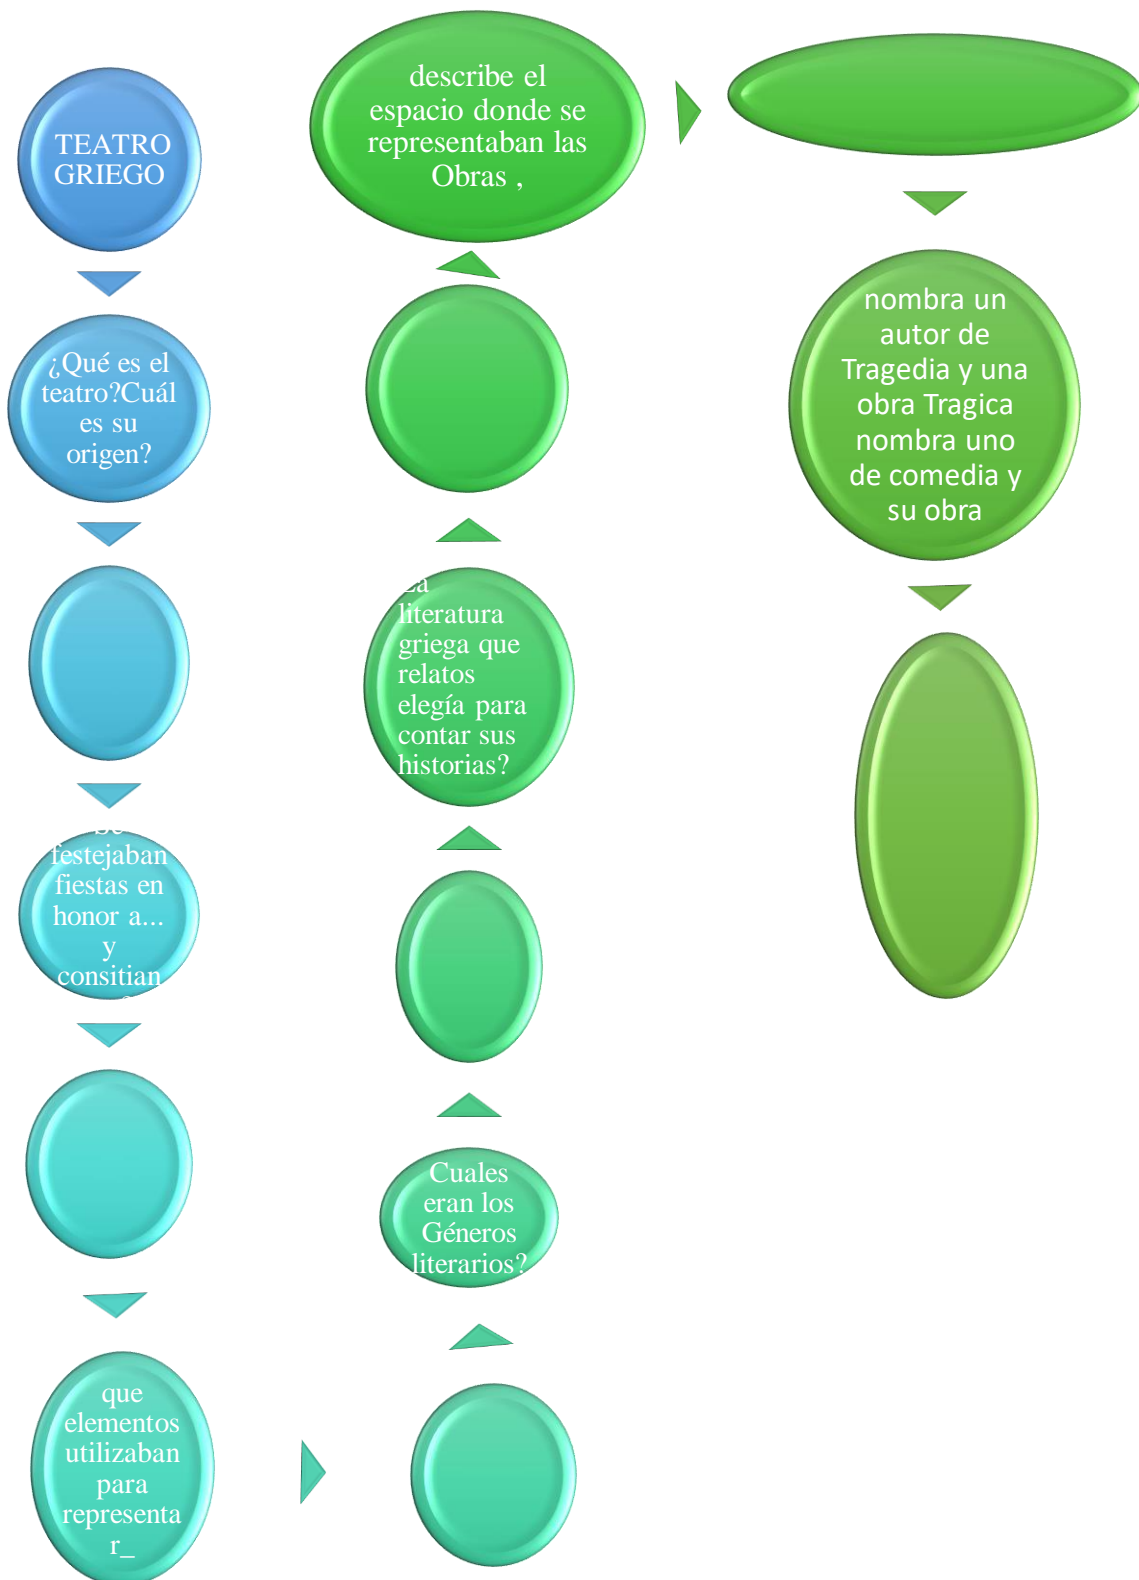 TEATRO
GRIEGO
¿Qué es el
teatro?Cuál
es su
origen?
festejaban
fiestas en
honor a...
y
consitian
que
elementos
utilizaban
para
representa
r_
Cuales
eran los
Géneros
literarios?
La
literatura
griega que
relatos
elegía para
contar sus
historias?
describe el
espacio donde se
representaban las
Obras ,
nombra un
autor de
Tragedia y una
obra Tragica
nombra uno
de comedia y
su obra